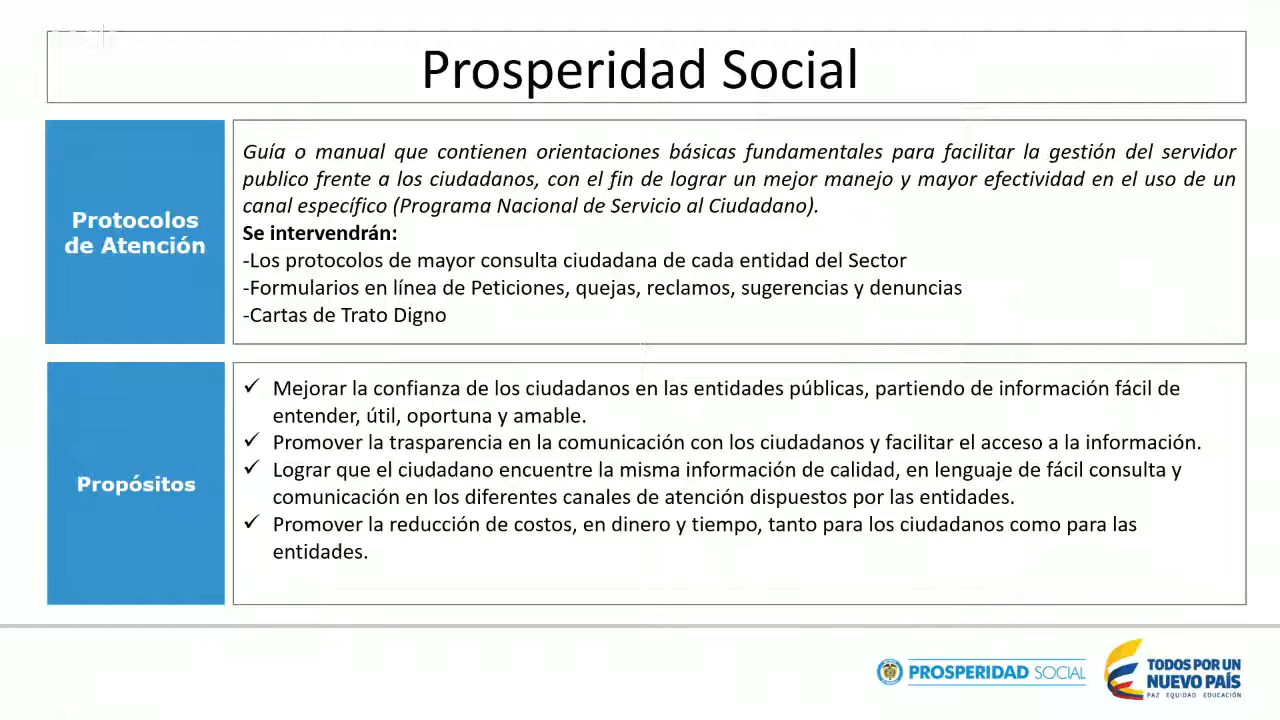 Prosperidad Social
Protocolos
de Atención
Guía o manual que contienen orientaciones básicas fundamentales para facilitar la gestión del servidor
publico frente a los ciudadanos, con el fin de lograr un mejor manejo y mayor efectividad en el uso de un
canal específico (Programa Nacional de Servicio al Ciudadano).
Se intervendrán:
-Los protocolos de mayor consulta ciudadana de cada entidad del Sector
-Formularios en línea de Peticiones, quejas, reclamos, sugerencias y denuncias
-Cartas de Trato Digno
Propósitos
✓ Mejorar la confianza de los ciudadanos en las entidades públicas, partiendo de información fácil de
entender, útil, oportuna y amable.
✓ Promover la trasparencia en la comunicación con los ciudadanos y facilitar el acceso a la información.
✓ Lograr que el ciudadano encuentre la misma información de calidad, en lenguaje de fácil consulta y
comunicación en los diferentes canales de atención dispuestos por las entidades.
✓ Promover la reducción de costos, en dinero y tiempo, tanto para los ciudadanos como para las
entidades.
PROSPERIDAD SOCIAL
TODOS POR UN
NUEVO PAÍS
PAZ EQUIDAD EDUCACIÓN